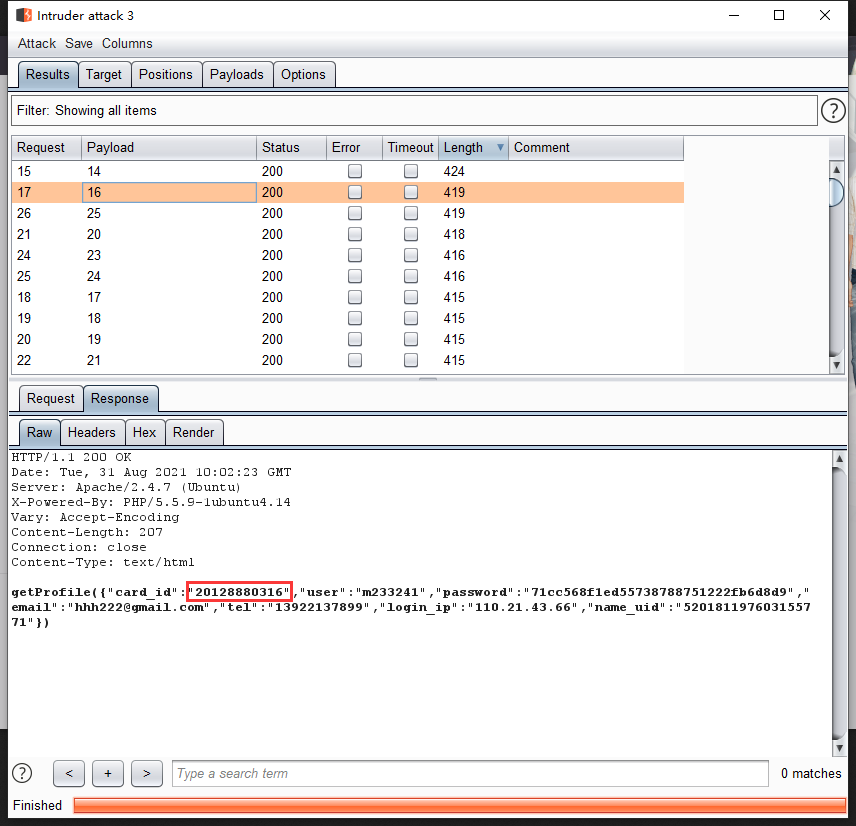 Intruder attack 3
Attack Save Columns
Results Target Positions Payloads Options
Filter: Showing all items ?
Request Payload Status Error Timeout Length Comment
15 14 200 424
17 16 200 419
26 25 200 419
21 20 200 418
24 23 200 416
25 24 200 416
18 17 200 415
19 18 200 415
20 19 200 415
22 21 200 415
Request Response
Raw Headers Hex Render
HTTP/1.1 200 OK
Date: Tue, 31 Aug 2021 10:02:23 GMT
Server: Apache/2.4.7 (Ubuntu)
X-Powered-By: PHP/5.5.9-1ubuntu4.14
Vary: Accept-Encoding
Content-Length: 207
Connection: close
Content-Type: text/html
getProfile({"card_id":"20128880316","user":"m233241","password":"71cc568f1ed55738788751222fb6d8d9","
email":"hhh222@gmail.com","tel":"13922137899","login_ip":"110.21.43.66","name_uid":"5201811976031557
71"})
? < + > Type a search term 0 matches
Finished